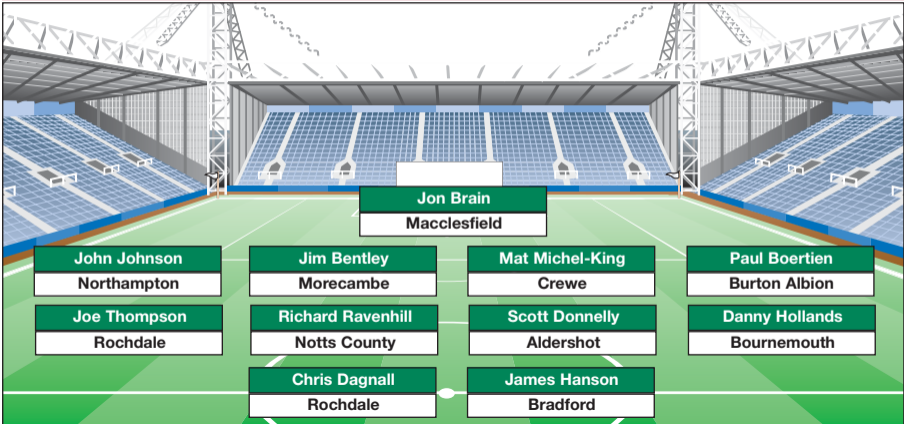 Jon Brain
Macclesfield
John Johnson
Northampton
Jim Bentley
Morecambe
Mat Michel-King
Crewe
Paul Boertien
Burton Albion
Joe Thompson
Rochdale
Richard Ravenhill
Notts County
Scott Donnelly
Aldershot
Danny Hollands
Bournemouth
Chris Dagnall
Rochdale
James Hanson
Bradford